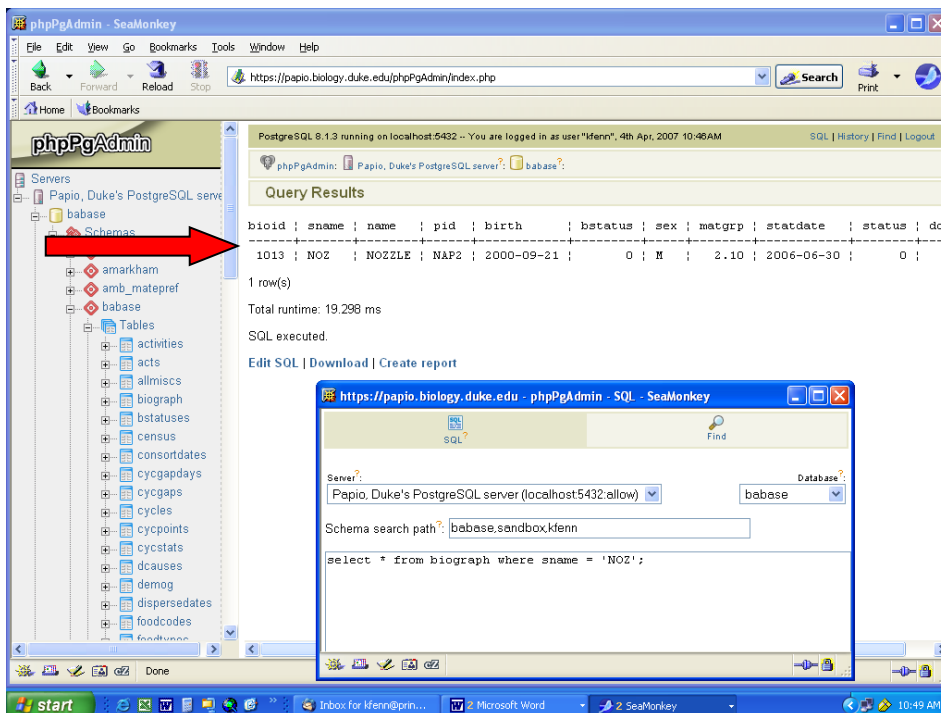 phpPgAdmin - SeaMonkey
File Edit View Go Bookmarks Tools Window Help
Back Forward Reload Stop https://papio.biology.duke.edu/phpPgAdmin/index.php Search Print
Home Bookmarks
phpPgAdmin
Servers
Papio, Duke's PostgreSQL serve
babase
Schemas
amarkham
amb_matepref
babase
Tables
activities
acts
allmiscs
biograph
bstatuses
census
consortdates
cycgapdays
cycgaps
cycles
cycpoints
cycstats
dcauses
demog
dispersedates
foodcodes
foodtypes
PostgreSQL 8.1.3 running on localhost:5432 -- You are logged in as user "kfenn", 4th Apr, 2007 10:46AM SQL | History | Find | Logout
phpPgAdmin: Papio, Duke's PostgreSQL server?: babase?:
Query Results
bioid | sname | name | pid | birth | bstatus | sex | matgrp | statdate | status | dc
1013 | NOZ | NOZZLE | NAP2 | 2000-09-21 | 0 | M | 2.10 | 2006-06-30 | 0 |
1 row(s)
Total runtime: 19.298 ms
SQL executed.
Edit SQL | Download | Create report
https://papio.biology.duke.edu - phpPgAdmin - SQL - SeaMonkey
SQL? Find
Server?: Database?:
Papio, Duke's PostgreSQL server (localhost:5432:allow) babase
Schema search path?: babase,sandbox,kfenn
select * from biograph where sname = 'NOZ';
Done
start Inbox for kfenn@prin... 2 Microsoft Word 2 SeaMonkey 10:49 AM